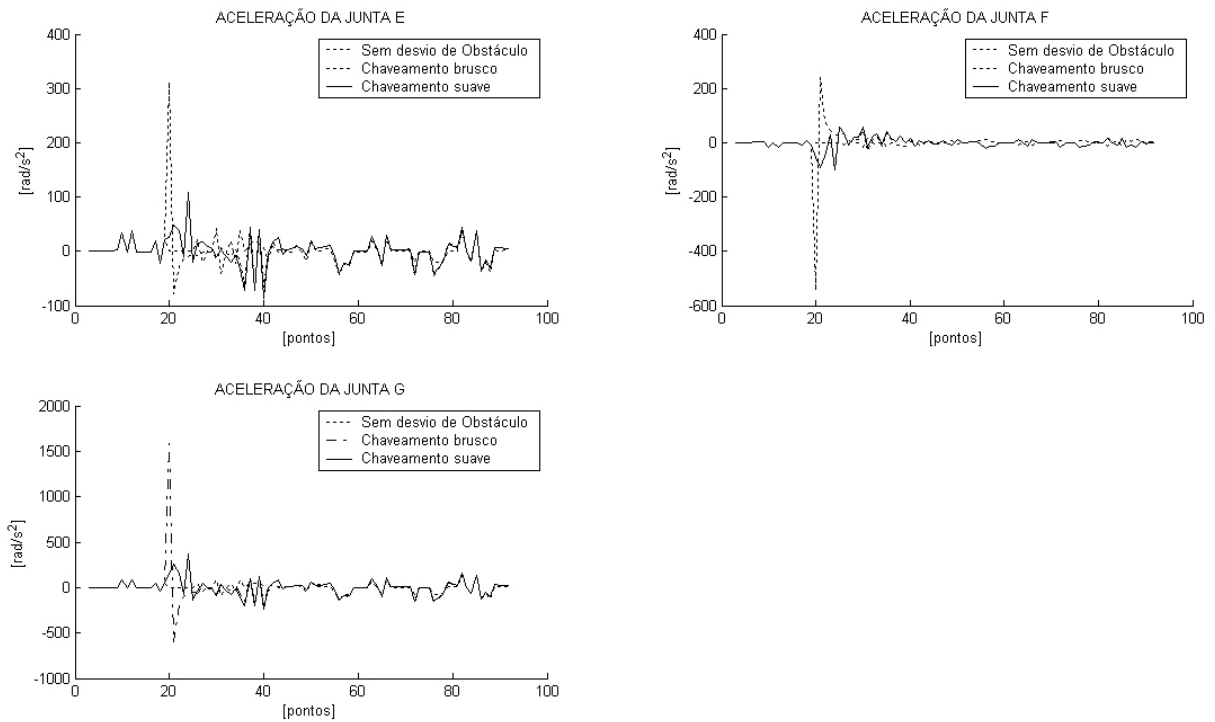 ACELERAÇÃO DA JUNTA E
400
300
200
100
0
-100
[rad/s²]
Sem desvio de Obstáculo
Chaveamento brusco
Chaveamento suave
0 20 40 60 80 100
[pontos]
ACELERAÇÃO DA JUNTA F
400
200
0
-200
-400
-600
[rad/s²]
Sem desvio de Obstáculo
Chaveamento brusco
Chaveamento suave
0 20 40 60 80 100
[pontos]
ACELERAÇÃO DA JUNTA G
2000
1500
1000
500
0
-500
-1000
[rad/s²]
Sem desvio de Obstáculo
Chaveamento brusco
Chaveamento suave
0 20 40 60 80 100
[pontos]